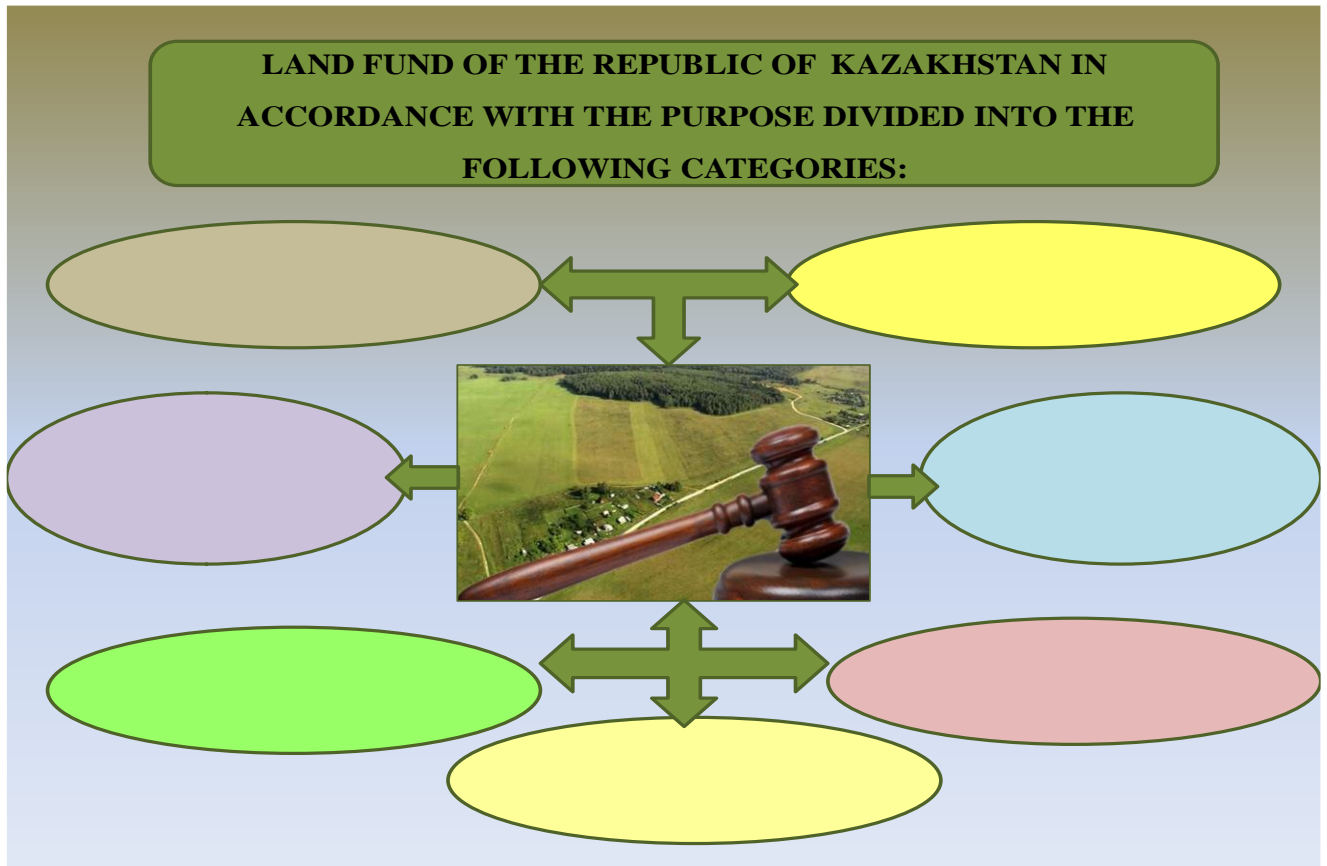 LAND FUND OF THE REPUBLIC OF KAZAKHSTAN IN
ACCORDANCE WITH THE PURPOSE DIVIDED INTO THE
FOLLOWING CATEGORIES: